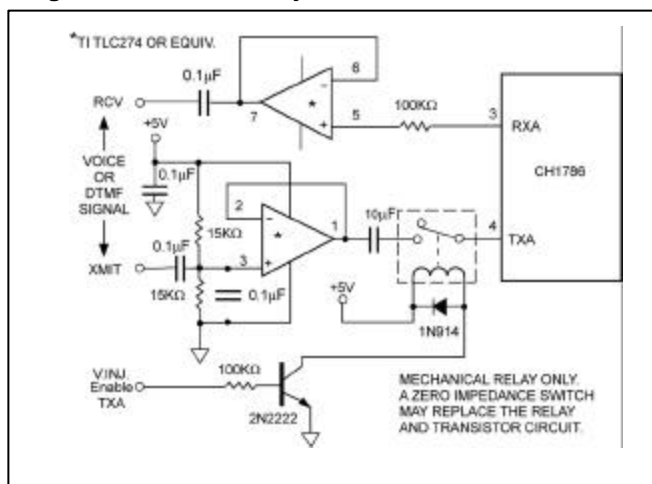 *TI TLC274 OR EQUIV.
0.1µF
RCV
7
*
6
5
100KΩ
3
RXA
CH1786
+5V
VOICE
OR
DTMF
SIGNAL
0.1µF
15KΩ
2
*
1
3
10µF
4
TXA
0.1µF
XMIT
15KΩ
0.1µF
+5V
1N914
V.INJ.
Enable
TXA
100KΩ
2N2222
MECHANICAL RELAY ONLY.
A ZERO IMPEDANCE SWITCH
MAY REPLACE THE RELAY
AND TRANSISTOR CIRCUIT.